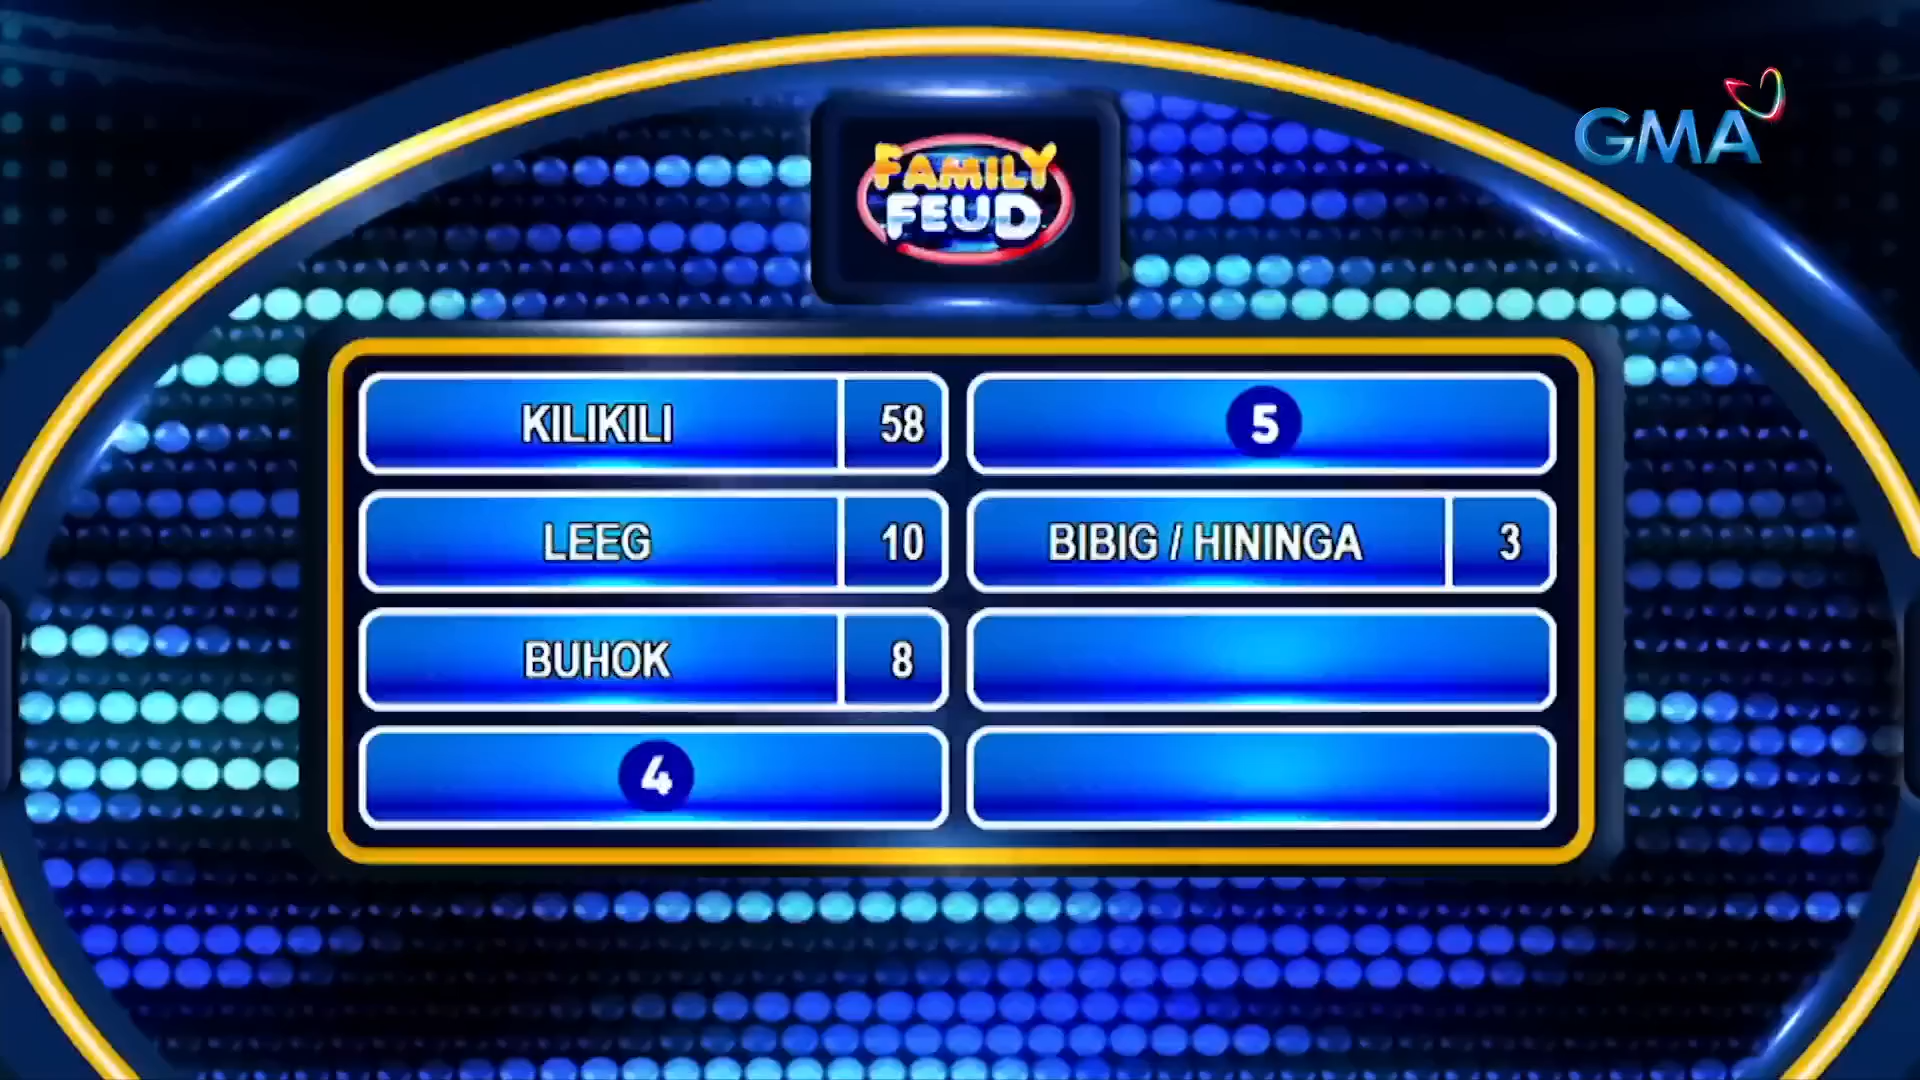 GMA
FAMILY
FEUD
KILIKILI 58
LEEG 10
BUHOK 8
4
5
BIBIG / HININGA 3